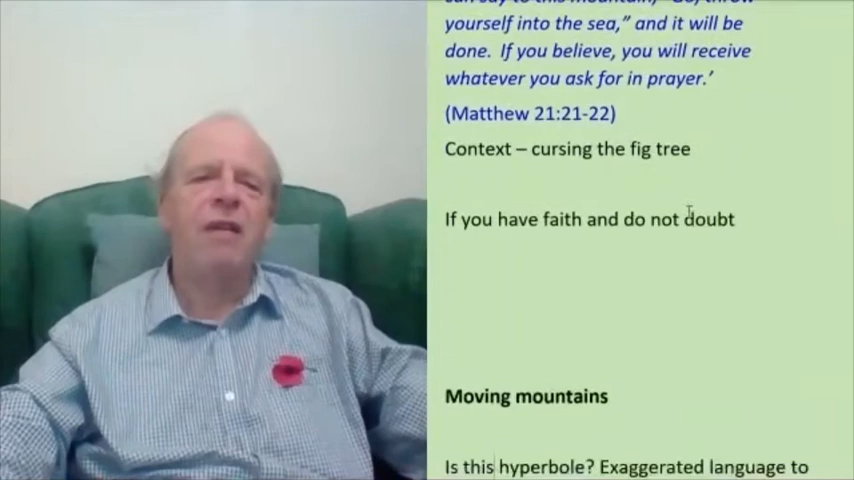 yourself into the sea,” and it will be
done. If you believe, you will receive
whatever you ask for in prayer.’
(Matthew 21:21-22)
Context – cursing the fig tree
If you have faith and do not doubt
Moving mountains
Is this hyperbole? Exaggerated language to